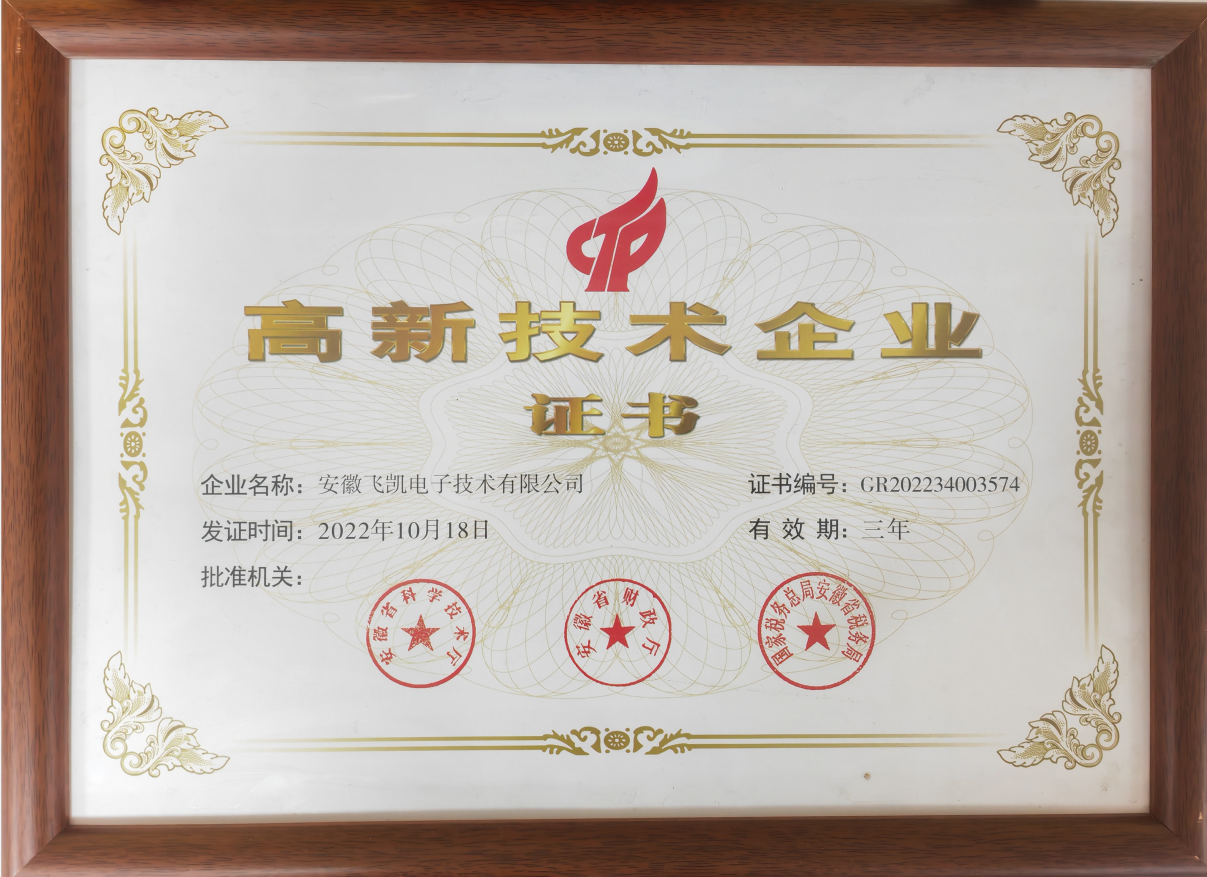 高新技术企业
证书
企业名称：安徽飞凯电子技术有限公司
证书编号：GR202234003574
发证时间：2022年10月18日
有效期：三年
批准机关：
安徽省科学技术厅
安徽省财政厅
国家税务总局安徽省税务局